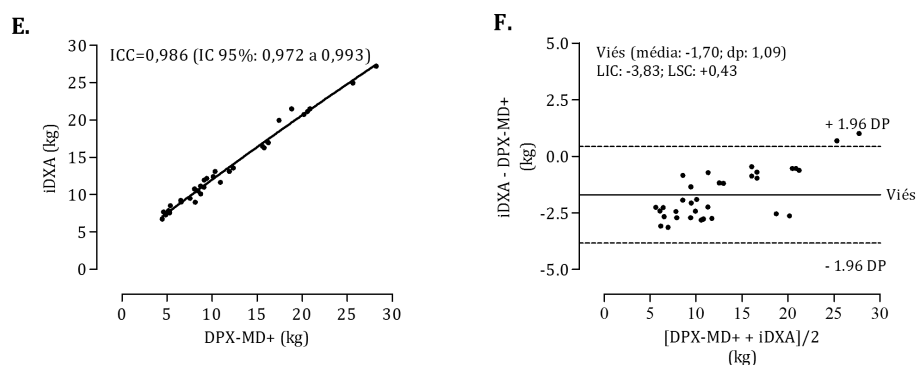 E.
ICC=0,986 (IC 95%: 0,972 a 0,993)
30
25
20
15
10
5
0
iDXA (kg)
0 5 10 15 20 25 30
DPX-MD+ (kg)
F.
Viés (média: -1,70; dp: 1,09)
LIC: -3,83; LSC: +0,43
5.0
2.5
0.0
-2.5
-5.0
iDXA - DPX-MD+
(kg)
+ 1.96 DP
Viés
- 1.96 DP
0 5 10 15 20 25 30
[DPX-MD+ + iDXA]/2
(kg)